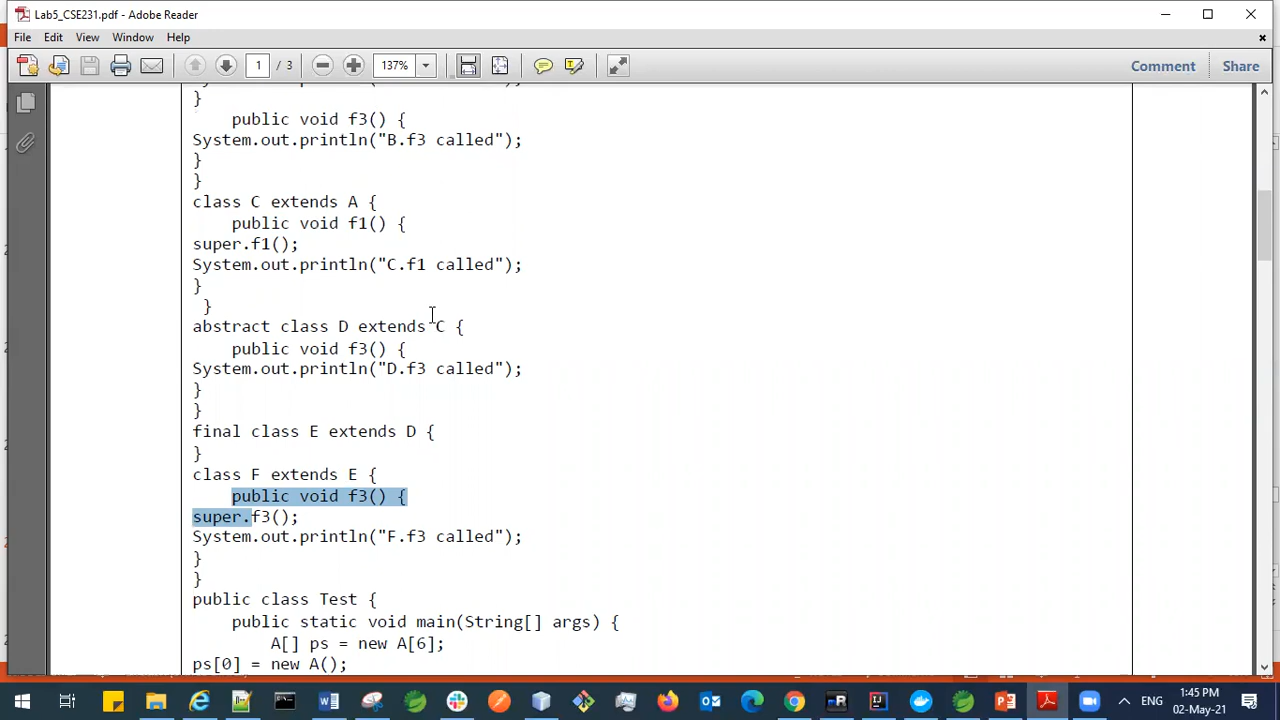 Lab5_CSE231.pdf - Adobe Reader
File Edit View Window Help
1 / 3 137% Comment Share
}
public void f3() {
System.out.println("B.f3 called");
}
}
class C extends A {
public void f1() {
super.f1();
System.out.println("C.f1 called");
}
}
abstract class D extends C {
public void f3() {
System.out.println("D.f3 called");
}
}
final class E extends D {
}
class F extends E {
public void f3() {
super.f3();
System.out.println("F.f3 called");
}
}
public class Test {
public static void main(String[] args) {
A[] ps = new A[6];
ps[0] = new A();
ENG
1:45 PM
02-May-21